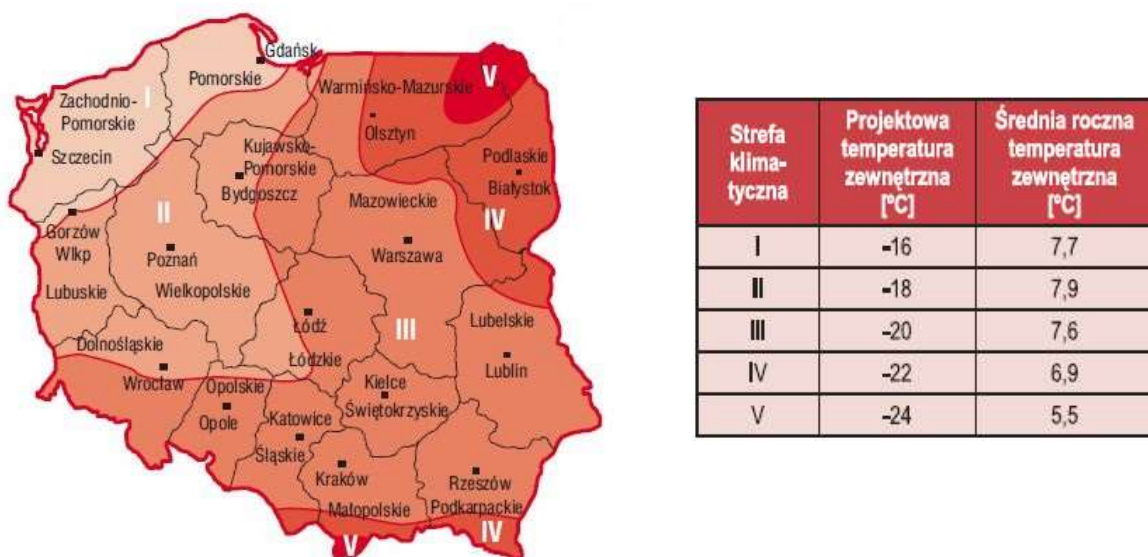 Gdańsk
Pomorskie
I
Zachodnio-
Pomorskie
Szczecin
Warmińsko-Mazurskie
V
Olsztyn
Kujawsko-
Pomorskie
Bydgoszcz
Podlaskie
Białystok
Mazowieckie
IV
II
Gorzów
Wlkp
Poznań
Warszawa
Lubuskie
Wielkopolskie
Łódź
III
Lubelskie
Dolnośląskie
Łódzkie
Wrocław
Lublin
Opolskie
Opole
Kielce
Świętokrzyskie
Katowice
Śląskie
Kraków
Małopolskie
Rzeszów
Podkarpackie
V
IV
Strefa
klima-
tyczna
Projektowa
temperatura
zewnętrzna
[°C]
Średnia roczna
temperatura
zewnętrzna
[°C]
I -16 7,7
II -18 7,9
III -20 7,6
IV -22 6,9
V -24 5,5